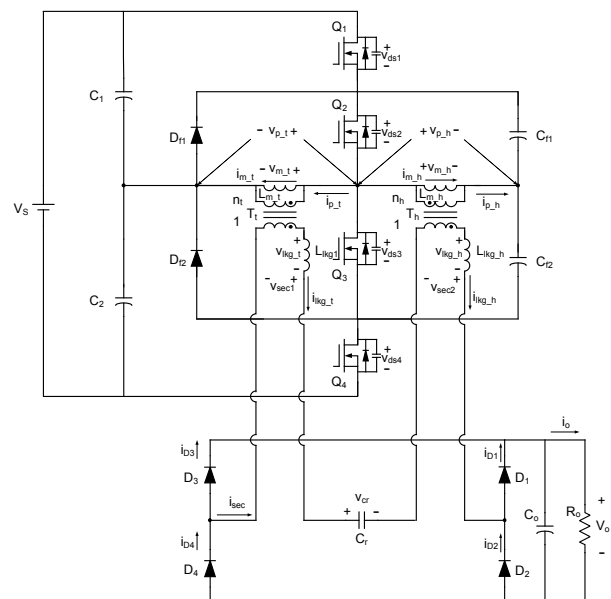 Q1
+
vds1
-
C1
Q2
Df1
- vp_t +
+
vds2
-
+vp_h -
Cf1
im_t
- vm_t +
im_h
+vm_h-
Lm_t
Lm_h
VS
nt
ip_t
nh
ip_h
1
Tt
1
Th
Df2
+
vlkg_t
-
Llkg1
+
vds3
-
Q3
+
vlkg_h
-
Llkg_h
Cf2
C2
- vsec1 +
- vsec2 +
ilkg_t
ilkg_h
+
vds4
-
Q4
io
iD3
iD1
D3
D1
isec
vcr
+ -
Cr
Co
Ro
+
Vo
-
iD4
iD2
D4
D2